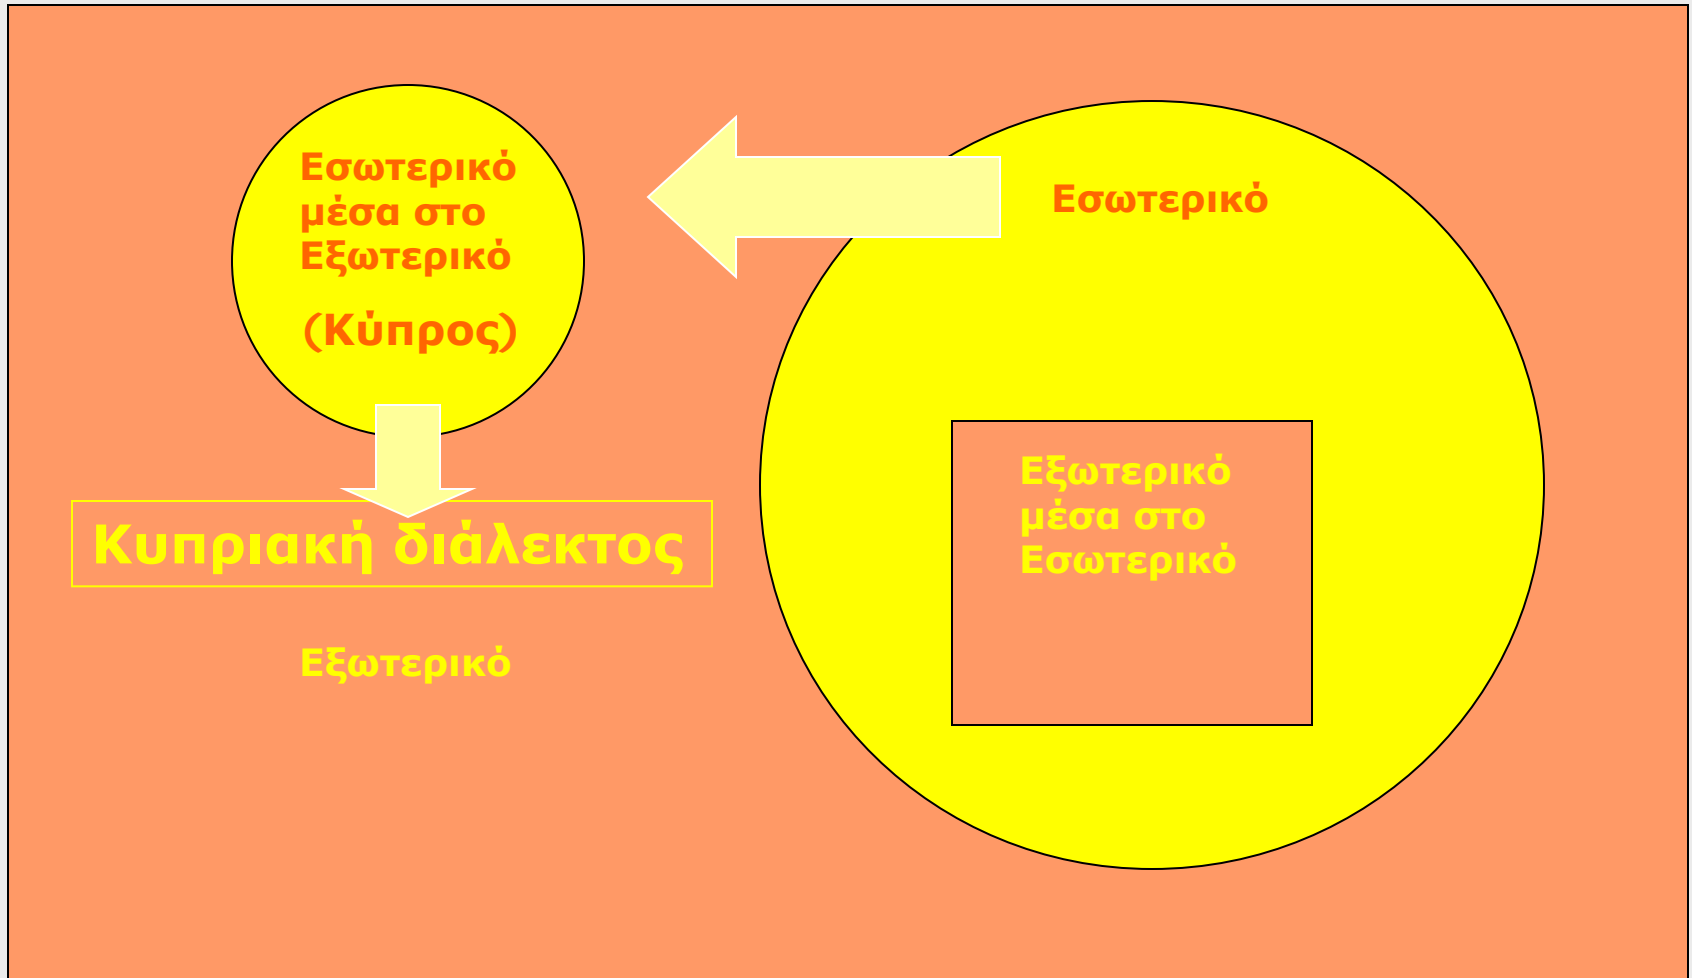 Εσωτερικό
μέσα στο
Εξωτερικό
(Κύπρος)
Εσωτερικό
Εξωτερικό
μέσα στο
Εσωτερικό
Κυπριακή διάλεκτος
Εξωτερικό